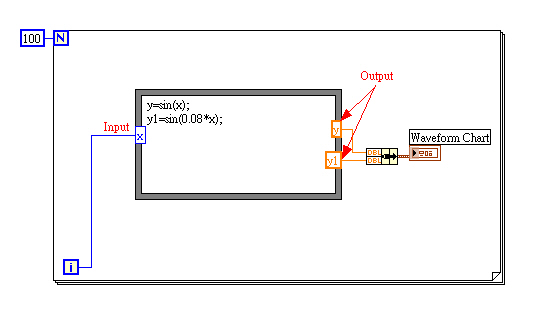 100
N
Output
y=sin(x);
y1=sin(0.08*x);
Input
x
y
y1
DBL
DBL
Waveform Chart
i